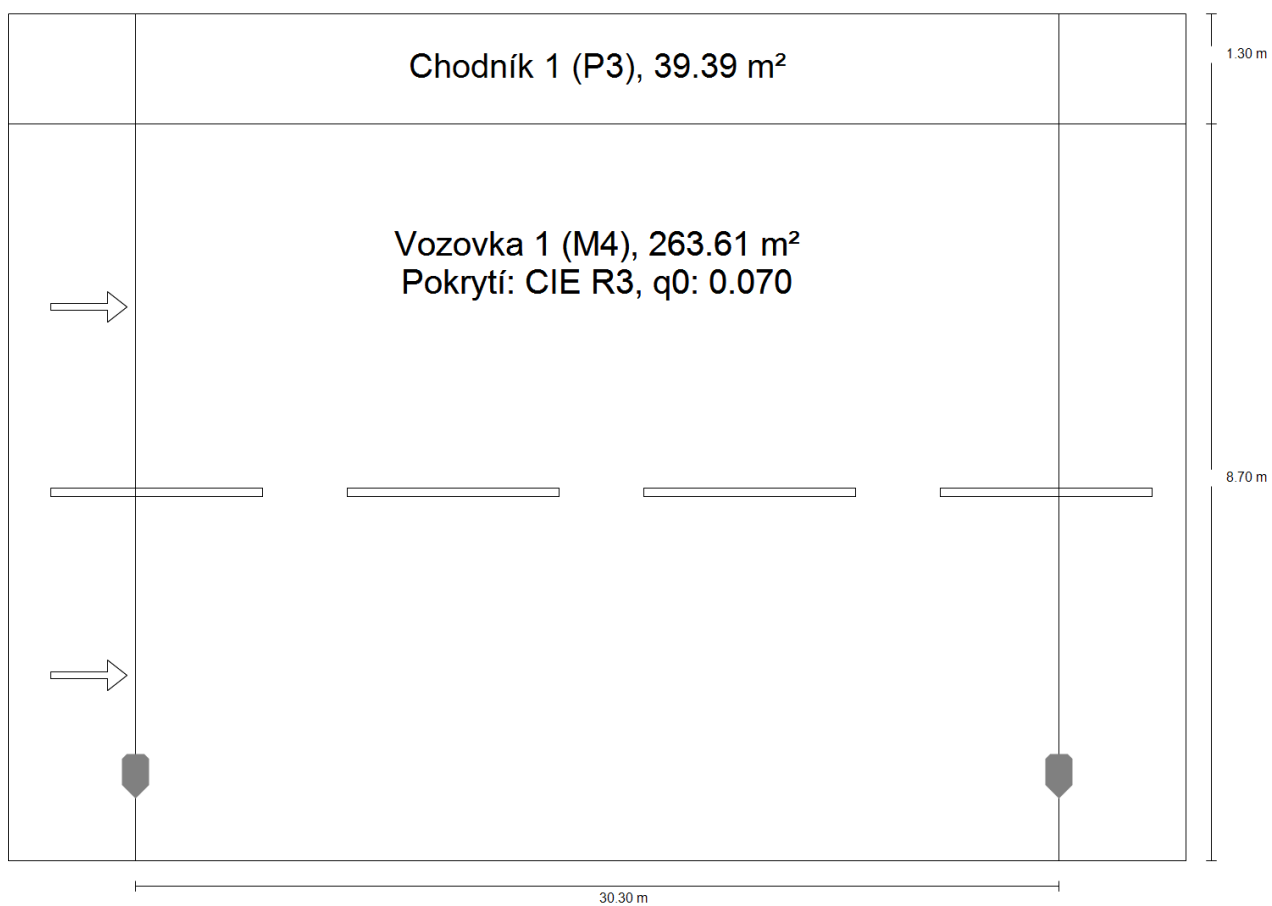 Chodník 1 (P3), 39.39 m²
1.30 m
Vozovka 1 (M4), 263.61 m²
Pokrytí: CIE R3, q0: 0.070
8.70 m
30.30 m